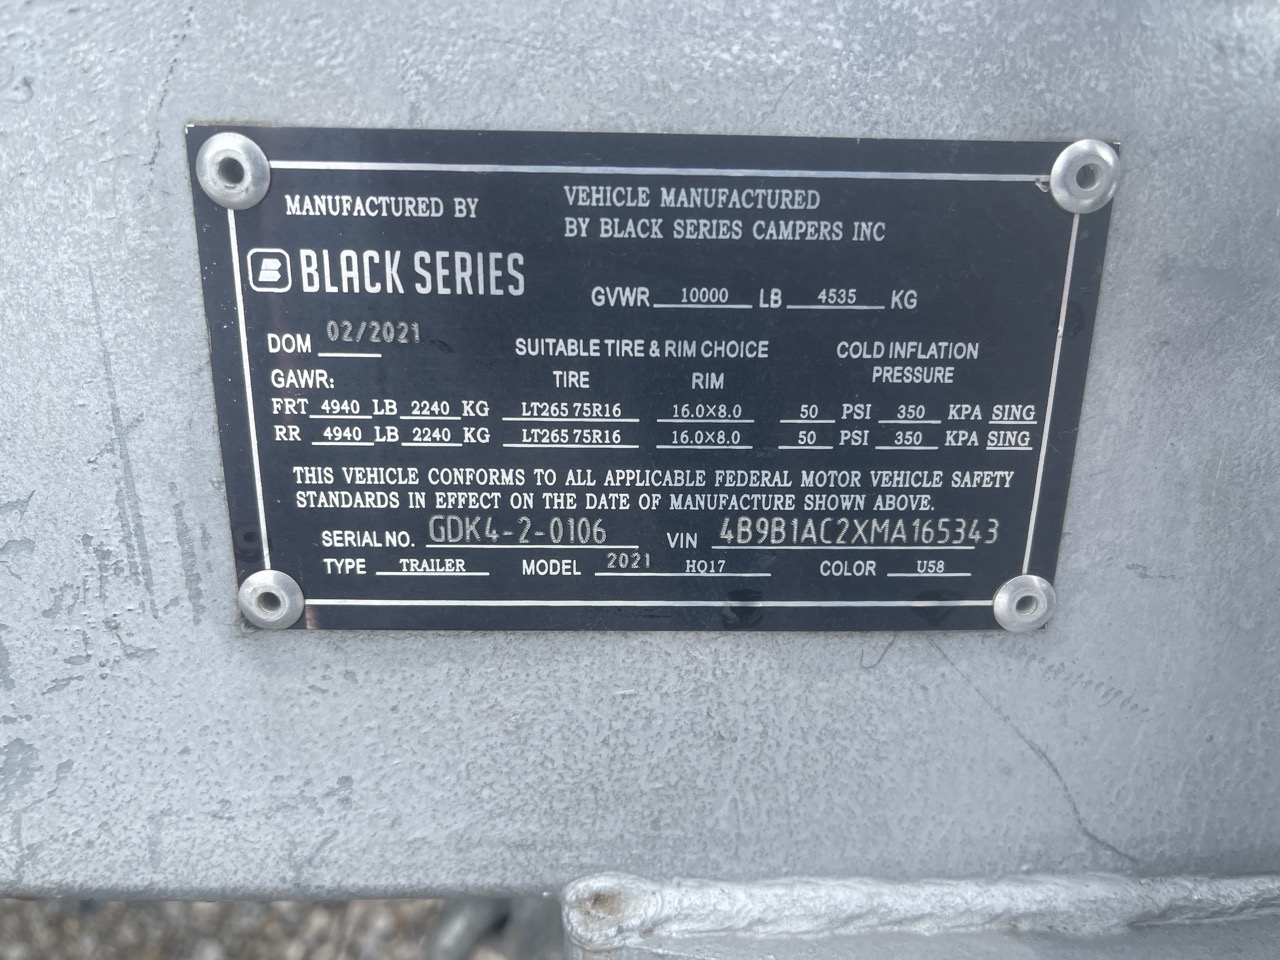 MANUFACTURED BY
VEHICLE MANUFACTURED
BY BLACK SERIES CAMPERS INC
BLACK SERIES
GVWR 10000 LB 4535 KG
DOM 02/2021
SUITABLE TIRE & RIM CHOICE
COLD INFLATION
PRESSURE
GAWR: TIRE RIM
FRT 4940 LB 2240 KG LT265 75R16 16.0×8.0 50 PSI 350 KPA SING
RR 4940 LB 2240 KG LT265 75R16 16.0×8.0 50 PSI 350 KPA SING
THIS VEHICLE CONFORMS TO ALL APPLICABLE FEDERAL MOTOR VEHICLE SAFETY
STANDARDS IN EFFECT ON THE DATE OF MANUFACTURE SHOWN ABOVE.
SERIAL NO. GDK4-2-0106 VIN 4B9B1AC2XMA165343
TYPE TRAILER MODEL 2021 HQ17 COLOR U58